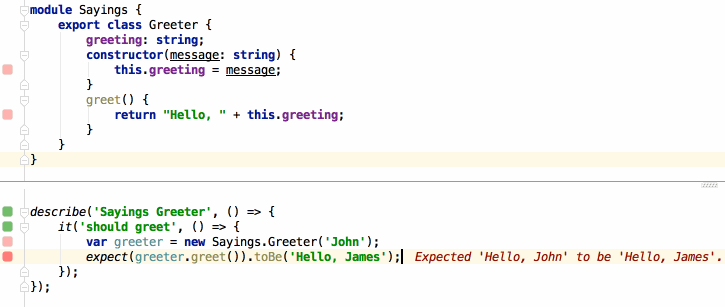 module Sayings {
export class Greeter {
greeting: string;
constructor(message: string) {
this.greeting = message;
}
greet() {
return "Hello, " + this.greeting;
}
}
}
describe('Sayings Greeter', () => {
it('should greet', () => {
var greeter = new Sayings.Greeter('John');
expect(greeter.greet()).toBe('Hello, James'); Expected 'Hello, John' to be 'Hello, James'.
});
});